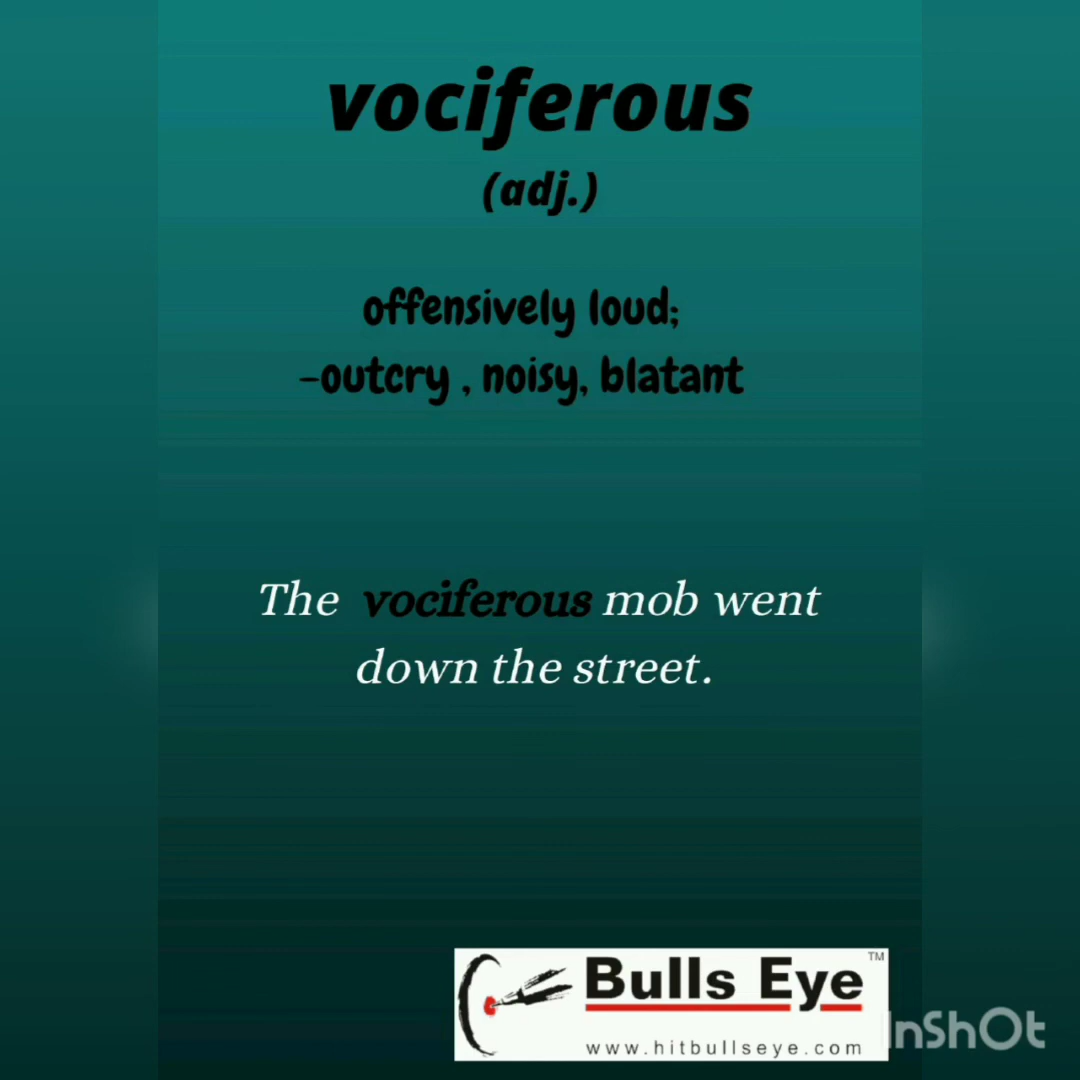 vociferous
(adj.)
offensively loud;
-outcry , noisy, blatant
The vociferous mob went
down the street.
Bulls Eye™
www.hitbullseye.com
InShOt